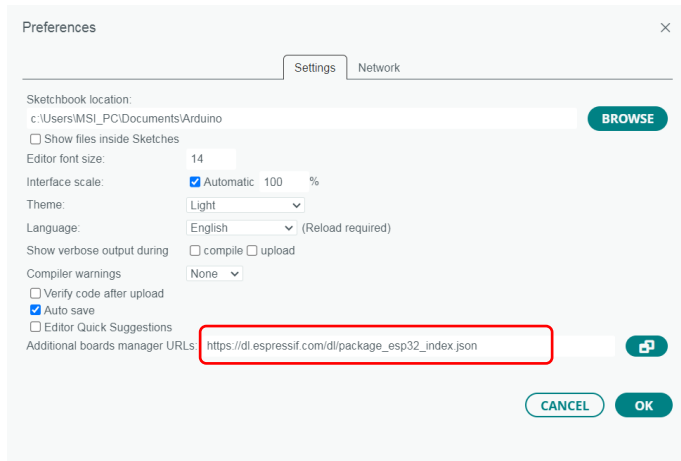 Preferences
Settings Network
Sketchbook location:
c:\Users\MSI_PC\Documents\Arduino BROWSE
Show files inside Sketches
Editor font size: 14
Interface scale: Automatic 100 %
Theme: Light
Language: English (Reload required)
Show verbose output during compile upload
Compiler warnings None
Verify code after upload
Auto save
Editor Quick Suggestions
Additional boards manager URLs: https://dl.espressif.com/dl/package_esp32_index.json
CANCEL OK